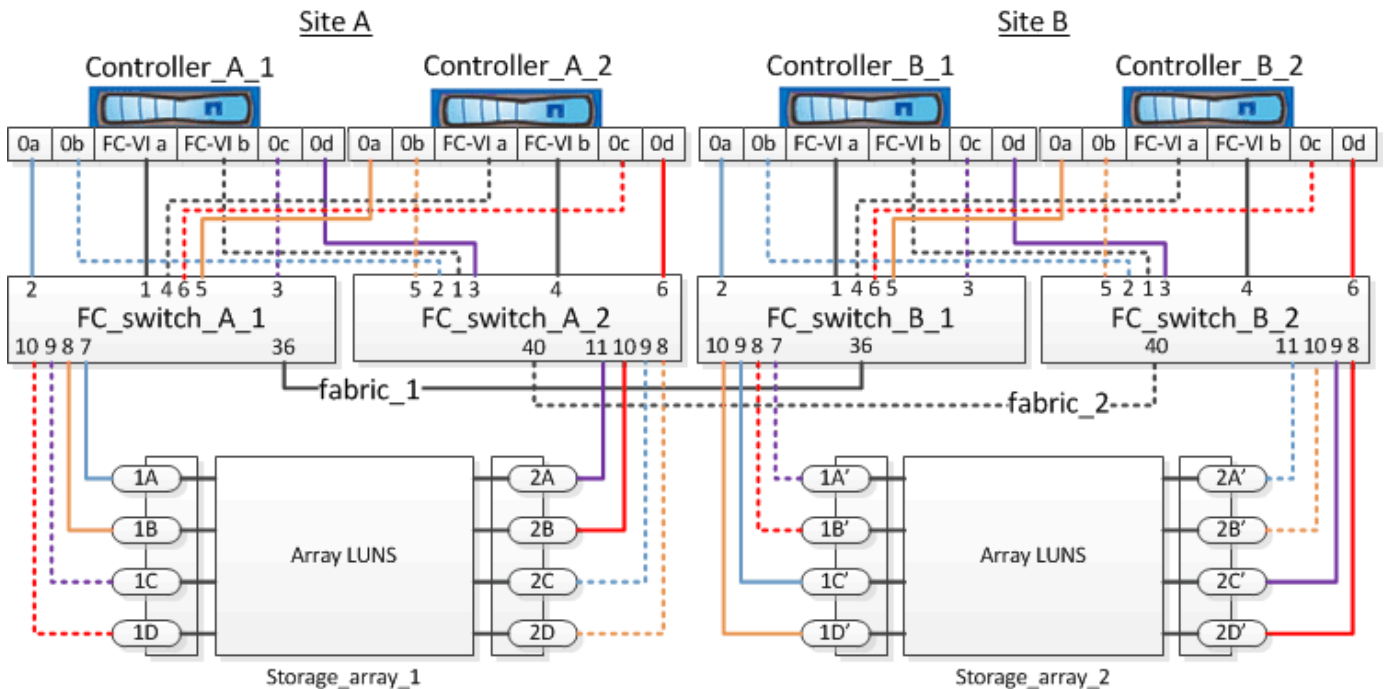 Site A Site B
Controller_A_1 Controller_A_2 Controller_B_1 Controller_B_2
0a 0b FC-VI a FC-VI b 0c 0d 0a 0b FC-VI a FC-VI b 0c 0d 0a 0b FC-VI a FC-VI b 0c 0d 0a 0b FC-VI a FC-VI b 0c 0d
2 1 4 6 5 3 5 2 1 3 4 6 2 1 4 6 5 3 5 2 1 3 4 6
FC_switch_A_1 FC_switch_A_2 FC_switch_B_1 FC_switch_B_2
10 9 8 7 36 40 11 10 9 8 10 9 8 7 36 40 11 10 9 8
fabric_1 fabric_2
1A 2A 1A' 2A'
1B 2B 1B' 2B'
Array LUNS Array LUNS
1C 2C 1C' 2C'
1D 2D 1D' 2D'
Storage_array_1 Storage_array_2